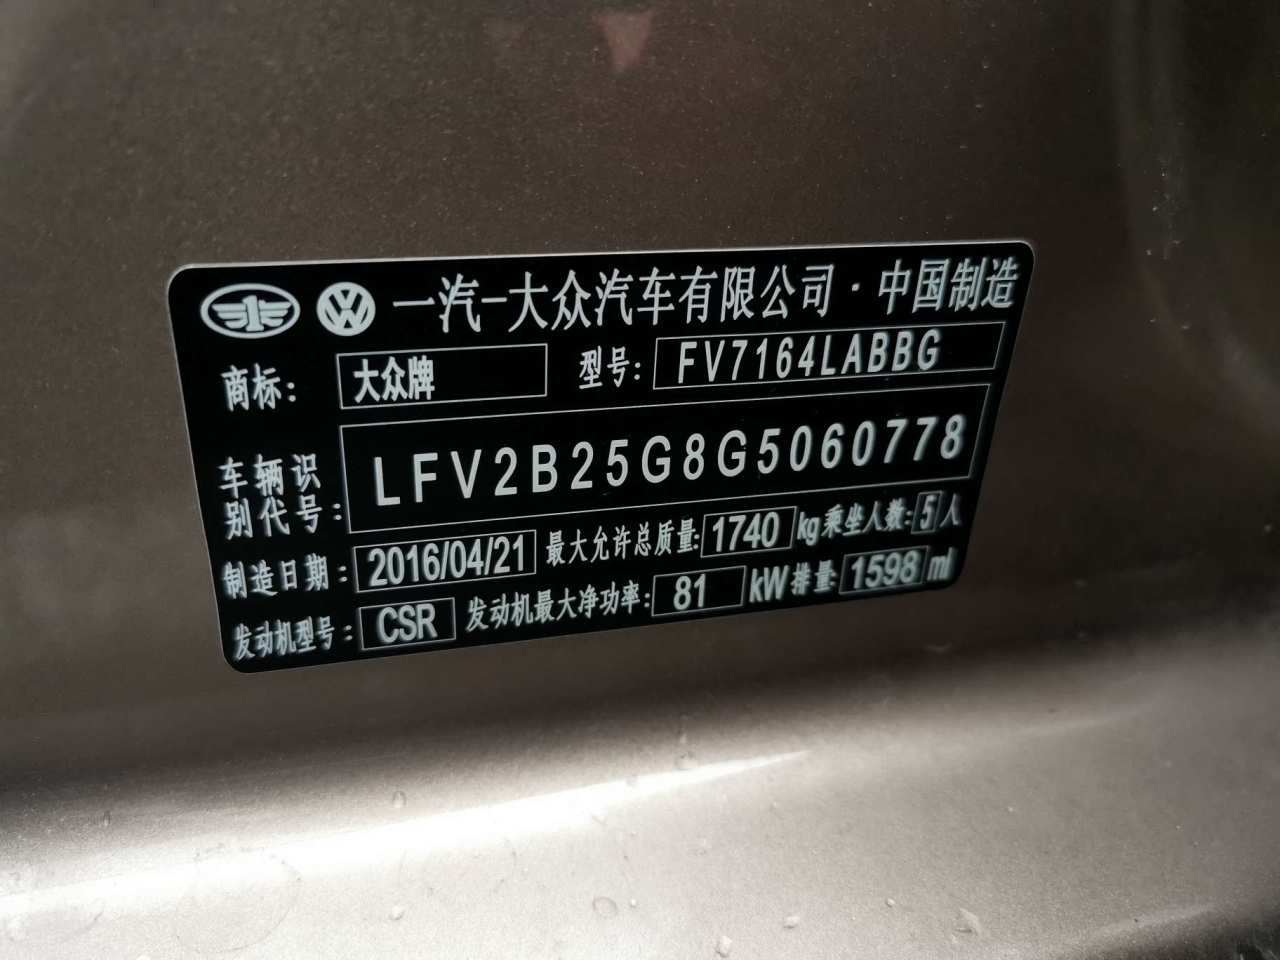 一汽-大众汽车有限公司·中国制造
商标: 大众牌 型号: FV7164LABBG
车辆识别代号: LFV2B25G8G5060778
制造日期: 2016/04/21 最大允许总质量: 1740 kg 乘坐人数: 5 人
发动机型号: CSR 发动机最大净功率: 81 kW 排量: 1598 ml